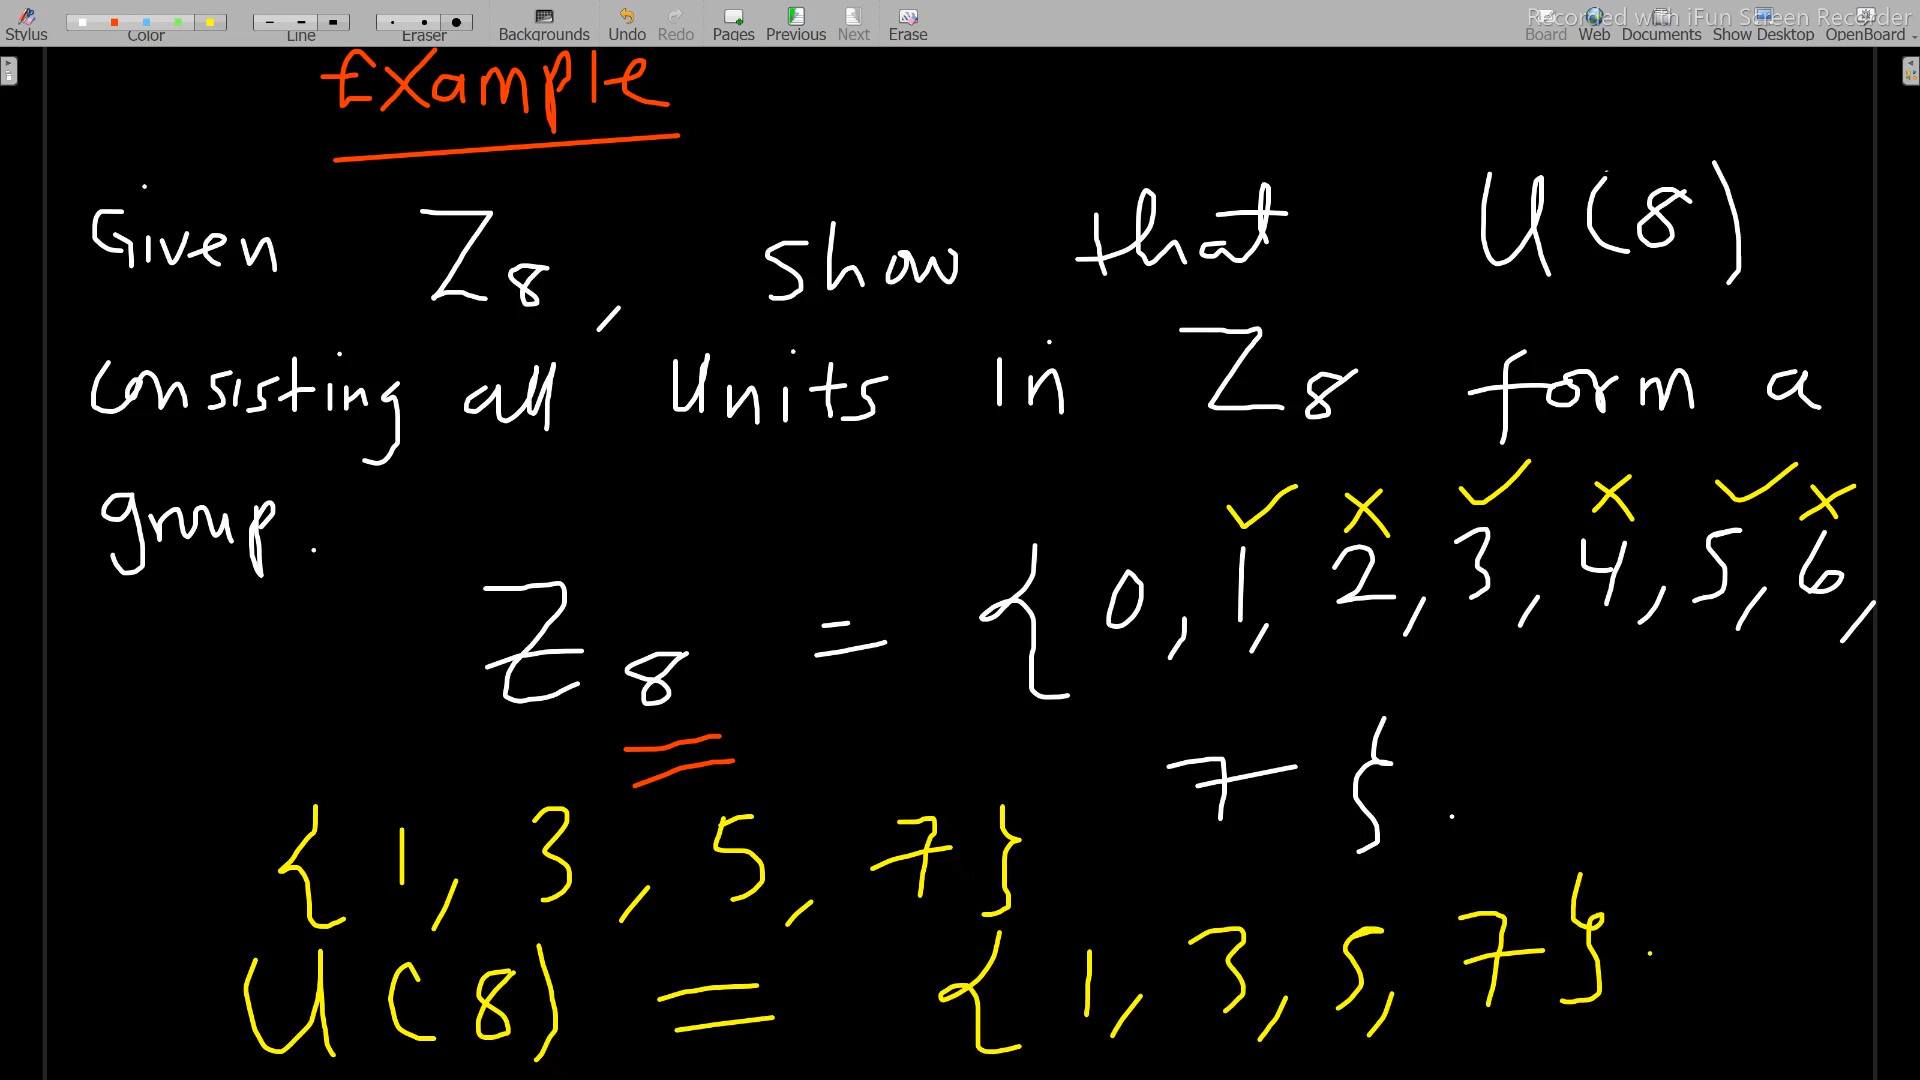 Recorded with iFun Screen Recorder
Stylus Color Line Eraser Backgrounds Undo Redo Pages Previous Next Erase Board Web Documents Show Desktop OpenBoard
Example
Given Z8, show that U(8)
consisting all units in Z8 form a
group.
✓ × ✓ × ✓ ×
Z8 = {0, 1, 2, 3, 4, 5, 6,
7}.
{1, 3, 5, 7}
U(8) = {1, 3, 5, 7}.